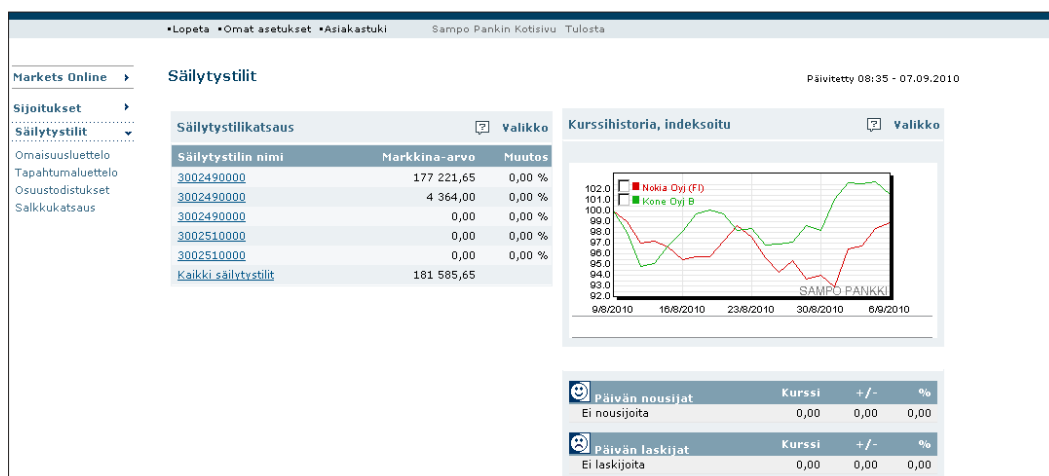 ▪Lopeta ▪Omat asetukset ▪Asiakastuki Sampo Pankin Kotisivu Tulosta
Markets Online
Sijoitukset
Säilytystilit
Omaisuusluettelo
Tapahtumaluettelo
Osuustodistukset
Salkkukatsaus
Säilytystilit
Päivitetty 08:35 - 07.09.2010
Säilytystilikatsaus ? Valikko
Säilytystilin nimi Markkina-arvo Muutos
3002490000 177 221,65 0,00 %
3002490000 4 364,00 0,00 %
3002490000 0,00 0,00 %
3002510000 0,00 0,00 %
3002510000 0,00 0,00 %
Kaikki säilytystilit 181 585,65
Kurssihistoria, indeksoitu ? Valikko
Nokia Oyj (FI)
Kone Oyj B
102.0
101.0
100.0
99.0
98.0
97.0
96.0
95.0
94.0
93.0
92.0
SAMPO PANKKI
9/8/2010 16/8/2010 23/8/2010 30/8/2010 6/9/2010
Päivän nousijat Kurssi +/- %
Ei nousijoita 0,00 0,00 0,00
Päivän laskijat Kurssi +/- %
Ei laskijoita 0,00 0,00 0,00